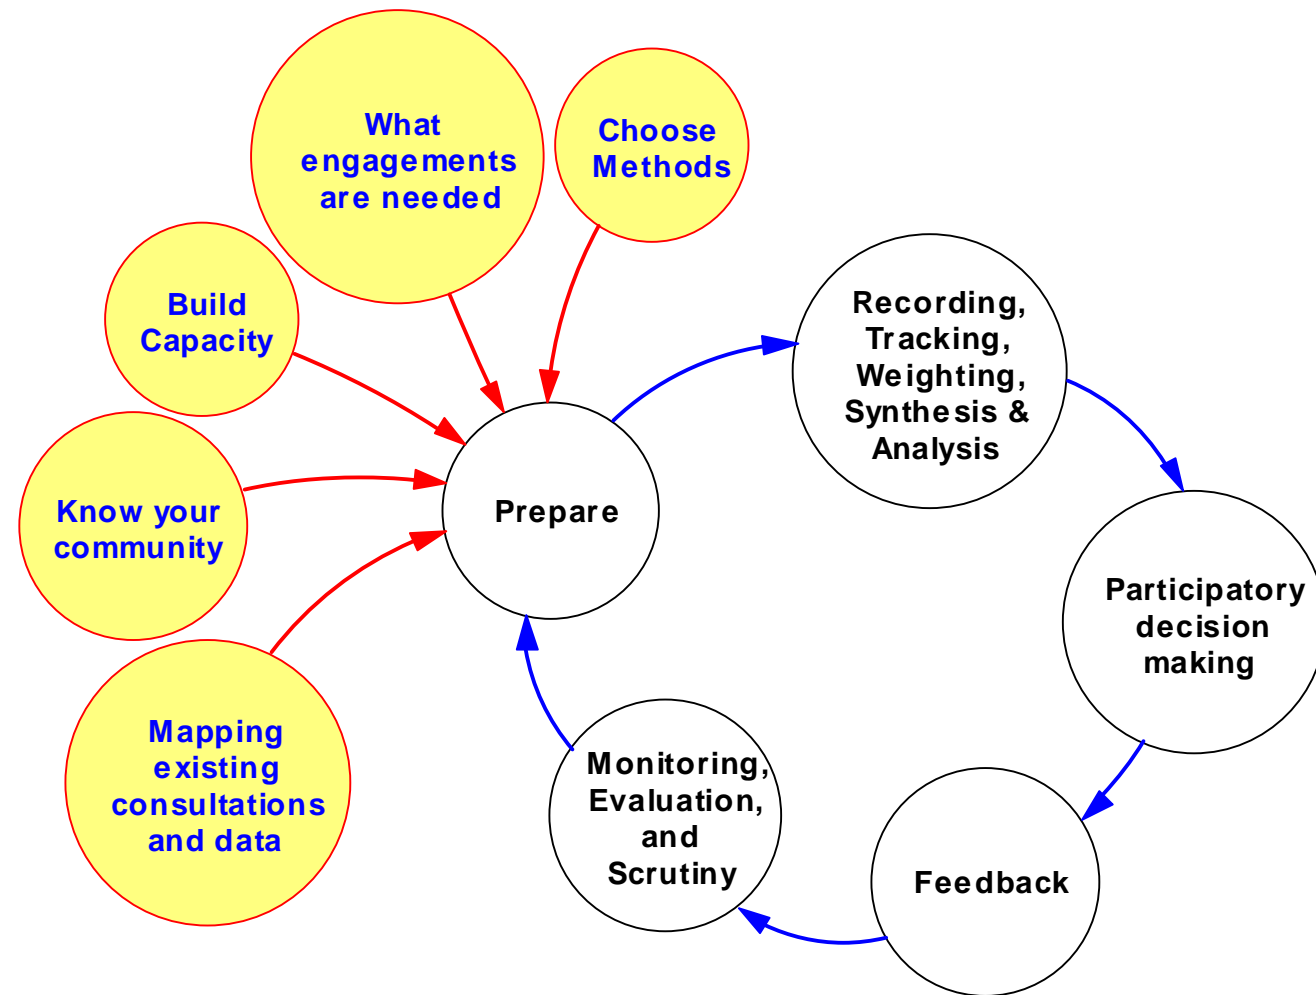 What
engagements
are needed
Choose
Methods
Build
Capacity
Know your
community
Mapping
existing
consultations
and data
Prepare
Recording,
Tracking,
Weighting,
Synthesis &
Analysis
Participatory
decision
making
Feedback
Monitoring,
Evaluation,
and
Scrutiny